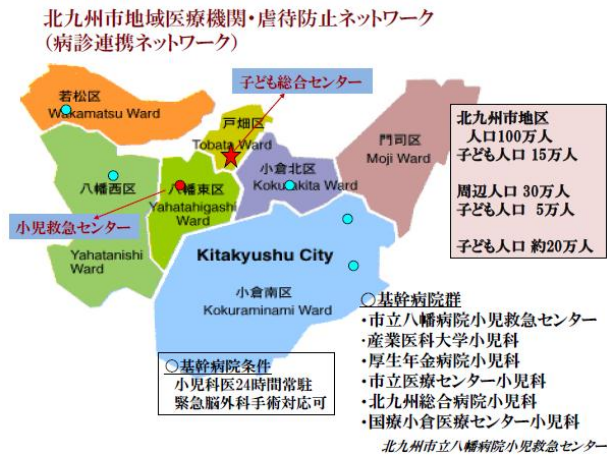 北九州市地域医療機関・虐待防止ネットワーク
(病診連携ネットワーク)
子ども総合センター
若松区
Wakamatsu Ward
戸畑区
Tobata Ward
門司区
Moji Ward
小倉北区
Kokurakita Ward
八幡西区
八幡東区
Yahatahigashi
Ward
小児救急センター
Yahatanishi
Ward
Kitakyushu City
小倉南区
Kokuraminami Ward
北九州市地区
人口100万人
子ども人口 15万人
周辺人口 30万人
子ども人口 5万人
子ども人口 約20万人
○基幹病院条件
小児科医24時間常駐
緊急脳外科手術対応可
○基幹病院群
・市立八幡病院小児救急センター
・産業医科大学小児科
・厚生年金病院小児科
・市立医療センター小児科
・北九州総合病院小児科
・国療小倉医療センター小児科
北九州市立八幡病院小児救急センター